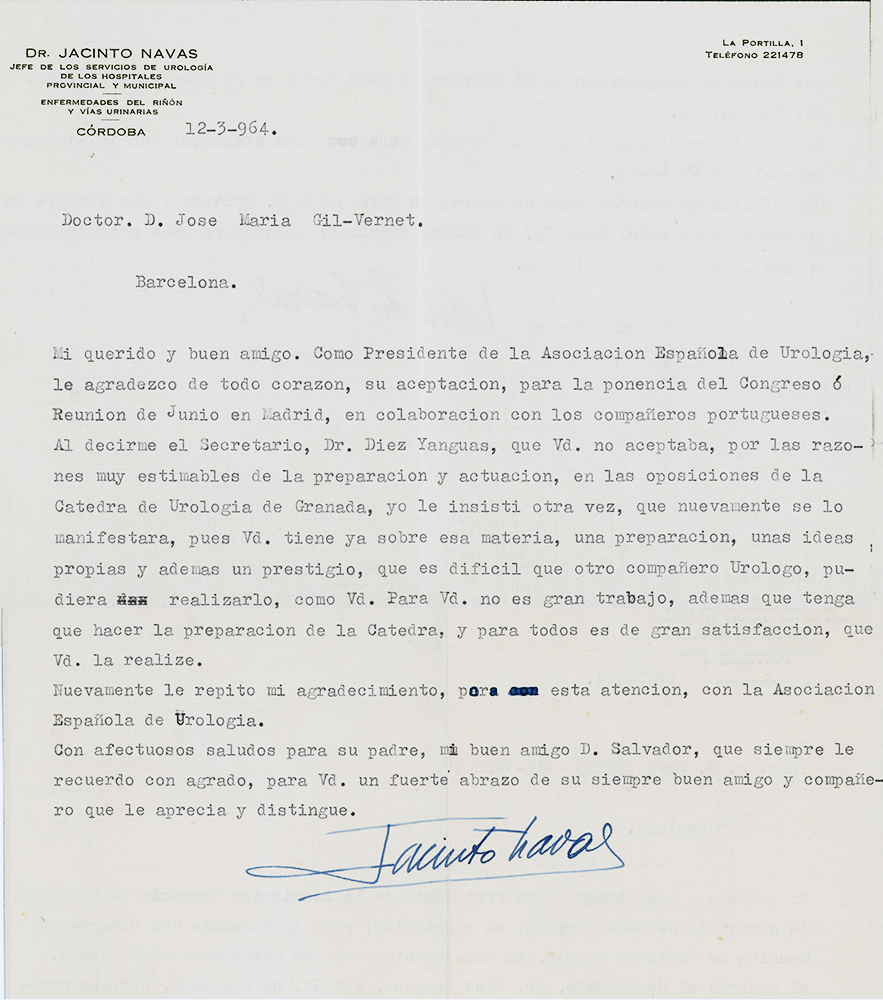 DR. JACINTO NAVAS
JEFE DE LOS SERVICIOS DE UROLOGÍA
DE LOS HOSPITALES
PROVINCIAL Y MUNICIPAL
ENFERMEDADES DEL RIÑÓN
Y VÍAS URINARIAS
CÓRDOBA
LA PORTILLA, 1
TELÉFONO 221478
12-3-964.
Doctor. D. Jose Maria Gil-Vernet.
Barcelona.
Mi querido y buen amigo. Como Presidente de la Asociacion Española de Urologia,
le agradezco de todo corazon, su aceptacion, para la ponencia del Congreso ó
Reunion de Junio en Madrid, en colaboracion con los compañeros portugueses.
Al decirme el Secretario, Dr. Diez Yanguas, que Vd. no aceptaba, por las razo-
nes muy estimables de la preparacion y actuacion, en las oposiciones de la
Catedra de Urologia de Granada, yo le insisti otra vez, que nuevamente se lo
manifestara, pues Vd. tiene ya sobre esa materia, una preparacion, unas ideas
propias y ademas un prestigio, que es dificil que otro compañero Urologo, pu-
diera realizarlo, como Vd. Para Vd. no es gran trabajo, ademas que tenga
que hacer la preparacion de la Catedra, y para todos es de gran satisfaccion, que
Vd. la realize.
Nuevamente le repito mi agradecimiento, para esta atencion, con la Asociacion
Española de Urologia.
Con afectuosos saludos para su padre, mi buen amigo D. Salvador, que siempre le
recuerdo con agrado, para Vd. un fuerte abrazo de su siempre buen amigo y compañe-
ro que le aprecia y distingue.
Jacinto Navas